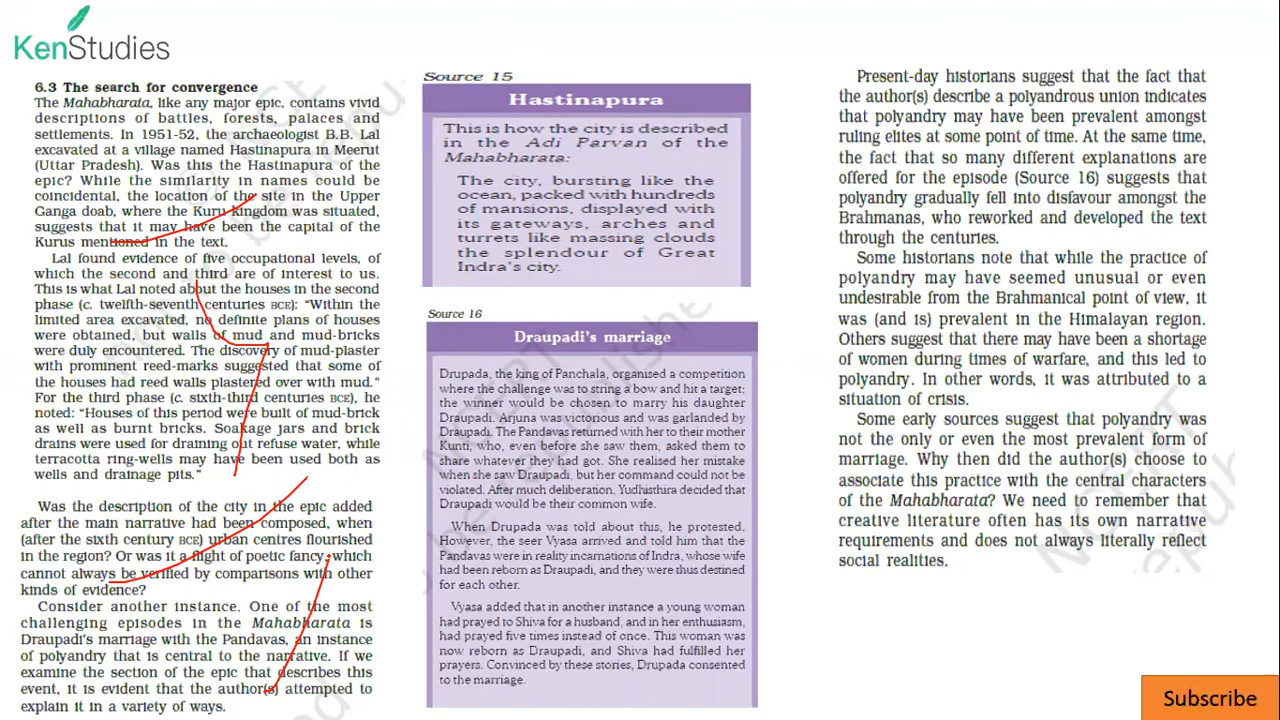 KenStudies
6.3 The search for convergence
The Mahabharata, like any major epic, contains vivid
descriptions of battles, forests, palaces and
settlements. In 1951-52, the archaeologist B.B. Lal
excavated at a village named Hastinapura in Meerut
(Uttar Pradesh). Was this the Hastinapura of the
epic? While the similarity in names could be
coincidental, the location of the site in the Upper
Ganga doab, where the Kuru kingdom was situated,
suggests that it may have been the capital of the
Kurus mentioned in the text.
Lal found evidence of five occupational levels, of
which the second and third are of interest to us.
This is what Lal noted about the houses in the second
phase (c. twelfth-seventh centuries BCE): "Within the
limited area excavated, no definite plans of houses
were obtained, but walls of mud and mud-bricks
were duly encountered. The discovery of mud-plaster
with prominent reed-marks suggested that some of
the houses had reed walls plastered over with mud."
For the third phase (c. sixth-third centuries BCE), he
noted: "Houses of this period were built of mud-brick
as well as burnt bricks. Soakage jars and brick
drains were used for draining out refuse water, while
terracotta ring-wells may have been used both as
wells and drainage pits."
Was the description of the city in the epic added
after the main narrative had been composed, when
(after the sixth century BCE) urban centres flourished
in the region? Or was it a flight of poetic fancy, which
cannot always be verified by comparisons with other
kinds of evidence?
Consider another instance. One of the most
challenging episodes in the Mahabharata is
Draupadi's marriage with the Pandavas, an instance
of polyandry that is central to the narrative. If we
examine the section of the epic that describes this
event, it is evident that the author(s) attempted to
explain it in a variety of ways.
Source 15
Hastinapura
This is how the city is described
in the Adi Parvan of the
Mahabharata:
The city, bursting like the
ocean, packed with hundreds
of mansions, displayed with
its gateways, arches and
turrets like massing clouds
the splendour of Great
Indra's city.
Source 16
Draupadi's marriage
Drupada, the king of Panchala, organised a competition
where the challenge was to string a bow and hit a target;
the winner would be chosen to marry his daughter
Draupadi. Arjuna was victorious and was garlanded by
Draupadi. The Pandavas returned with her to their mother
Kunti, who, even before she saw them, asked them to
share whatever they had got. She realised her mistake
when she saw Draupadi, but her command could not be
violated. After much deliberation, Yudhisthira decided that
Draupadi would be their common wife.
When Drupada was told about this, he protested.
However, the seer Vyasa arrived and told him that the
Pandavas were in reality incarnations of Indra, whose wife
had been reborn as Draupadi, and they were thus destined
for each other.
Vyasa added that in another instance a young woman
had prayed to Shiva for a husband, and in her enthusiasm,
had prayed five times instead of once. This woman was
now reborn as Draupadi, and Shiva had fulfilled her
prayers. Convinced by these stories, Drupada consented
to the marriage.
Present-day historians suggest that the fact that
the author(s) describe a polyandrous union indicates
that polyandry may have been prevalent amongst
ruling elites at some point of time. At the same time,
the fact that so many different explanations are
offered for the episode (Source 16) suggests that
polyandry gradually fell into disfavour amongst the
Brahmanas, who reworked and developed the text
through the centuries.
Some historians note that while the practice of
polyandry may have seemed unusual or even
undesirable from the Brahmanical point of view, it
was (and is) prevalent in the Himalayan region.
Others suggest that there may have been a shortage
of women during times of warfare, and this led to
polyandry. In other words, it was attributed to a
situation of crisis.
Some early sources suggest that polyandry was
not the only or even the most prevalent form of
marriage. Why then did the author(s) choose to
associate this practice with the central characters
of the Mahabharata? We need to remember that
creative literature often has its own narrative
requirements and does not always literally reflect
social realities.
Subscribe